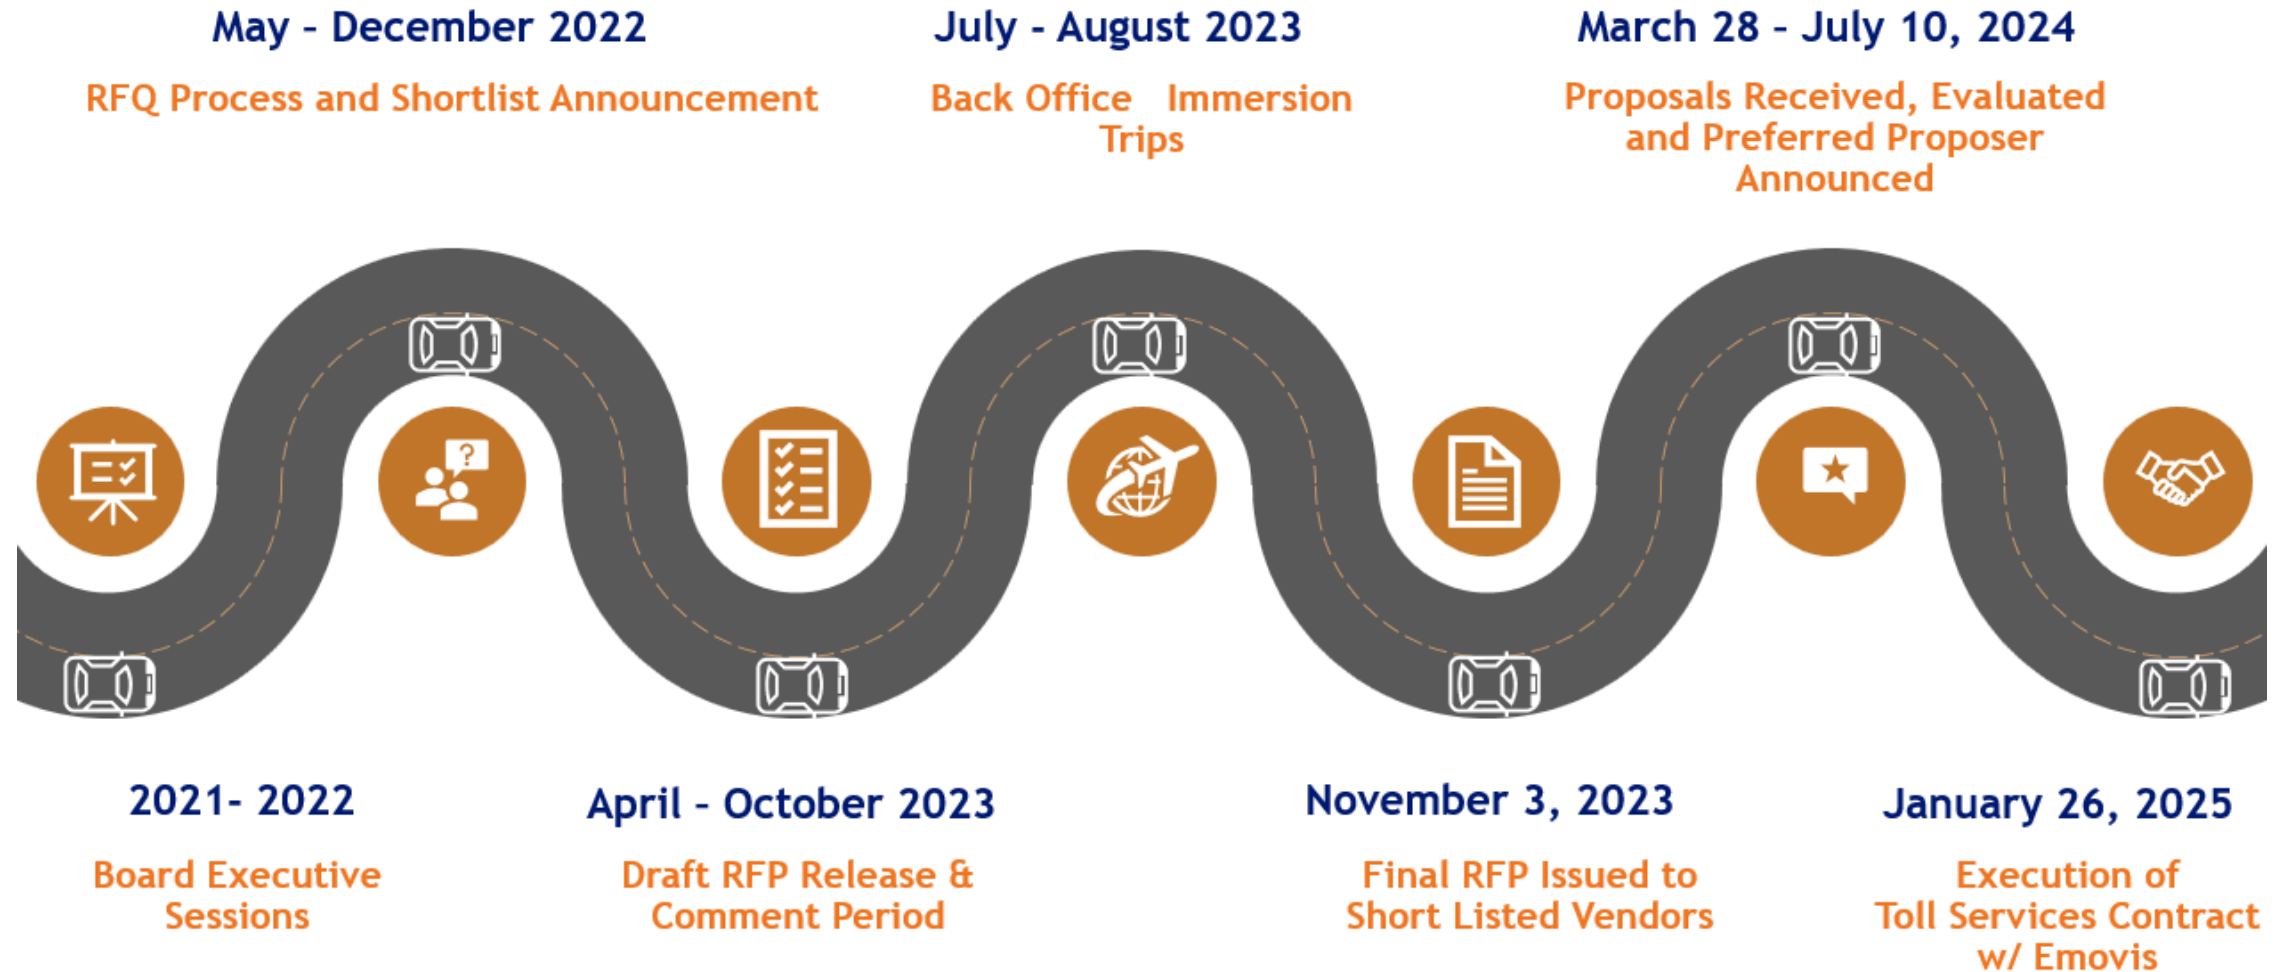 May – December 2022
RFQ Process and Shortlist Announcement
July - August 2023
Back Office Immersion
Trips
March 28 – July 10, 2024
Proposals Received, Evaluated
and Preferred Proposer
Announced
?
2021- 2022
Board Executive
Sessions
April – October 2023
Draft RFP Release &
Comment Period
November 3, 2023
Final RFP Issued to
Short Listed Vendors
January 26, 2025
Execution of
Toll Services Contract
w/ Emovis